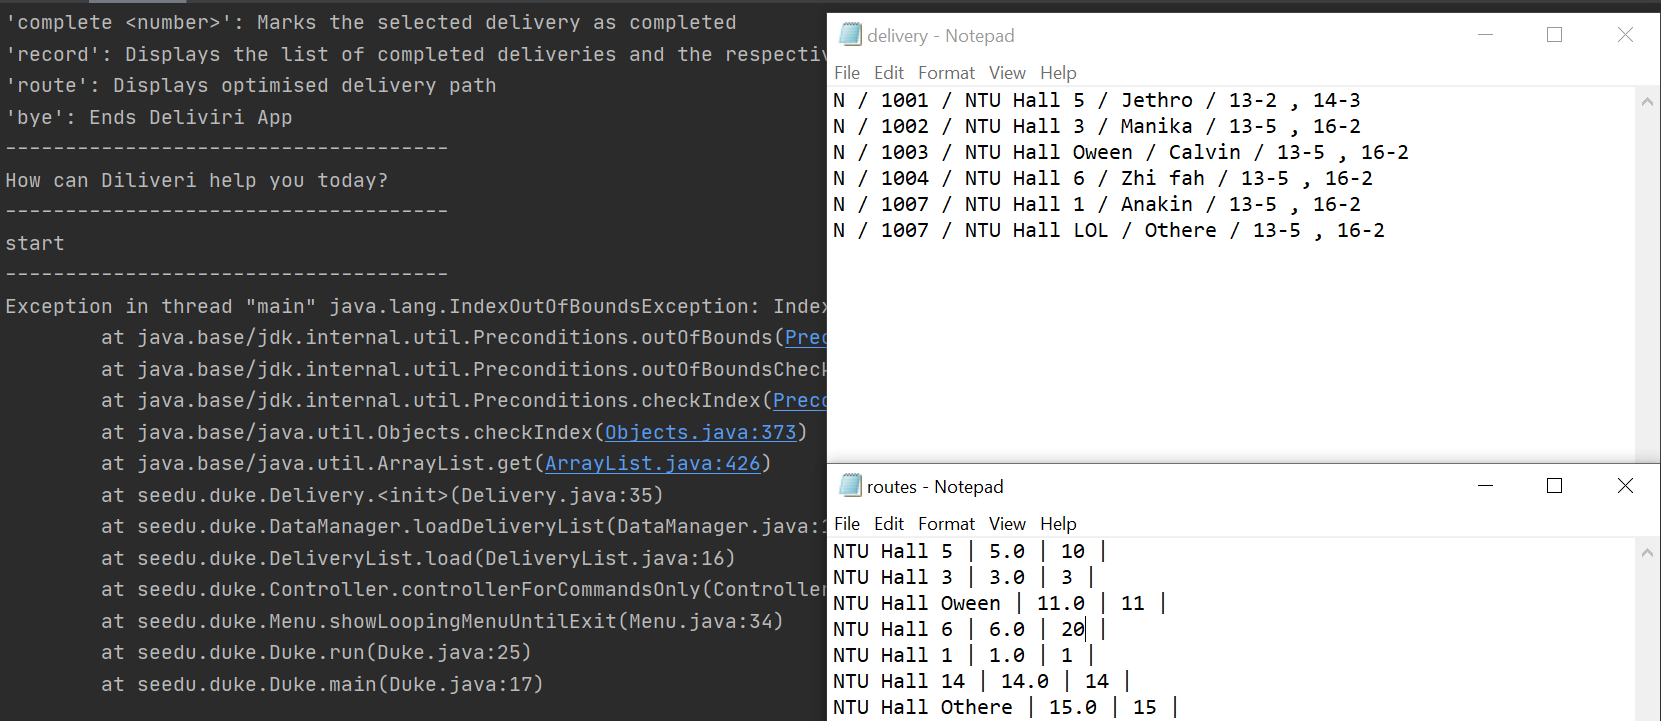 'complete <number>': Marks the selected delivery as completed
'record': Displays the list of completed deliveries and the respectiv
'route': Displays optimised delivery path
'bye': Ends Deliviri App
-------------------------------------
How can Diliveri help you today?
-------------------------------------
start
-------------------------------------
Exception in thread "main" java.lang.IndexOutOfBoundsException: Index
at java.base/jdk.internal.util.Preconditions.outOfBounds(Prec
at java.base/jdk.internal.util.Preconditions.outOfBoundsCheck
at java.base/jdk.internal.util.Preconditions.checkIndex(Preco
at java.base/java.util.Objects.checkIndex(Objects.java:373)
at java.base/java.util.ArrayList.get(ArrayList.java:426)
at seedu.duke.Delivery.<init>(Delivery.java:35)
at seedu.duke.DataManager.loadDeliveryList(DataManager.java:1
at seedu.duke.DeliveryList.load(DeliveryList.java:16)
at seedu.duke.Controller.controllerForCommandsOnly(Controller
at seedu.duke.Menu.showLoopingMenuUntilExit(Menu.java:34)
at seedu.duke.Duke.run(Duke.java:25)
at seedu.duke.Duke.main(Duke.java:17)
delivery - Notepad
File Edit Format View Help
N / 1001 / NTU Hall 5 / Jethro / 13-2 , 14-3
N / 1002 / NTU Hall 3 / Manika / 13-5 , 16-2
N / 1003 / NTU Hall Oween / Calvin / 13-5 , 16-2
N / 1004 / NTU Hall 6 / Zhi fah / 13-5 , 16-2
N / 1007 / NTU Hall 1 / Anakin / 13-5 , 16-2
N / 1007 / NTU Hall LOL / Othere / 13-5 , 16-2
routes - Notepad
File Edit Format View Help
NTU Hall 5 | 5.0 | 10 |
NTU Hall 3 | 3.0 | 3 |
NTU Hall Oween | 11.0 | 11 |
NTU Hall 6 | 6.0 | 20 |
NTU Hall 1 | 1.0 | 1 |
NTU Hall 14 | 14.0 | 14 |
NTU Hall Othere | 15.0 | 15 |